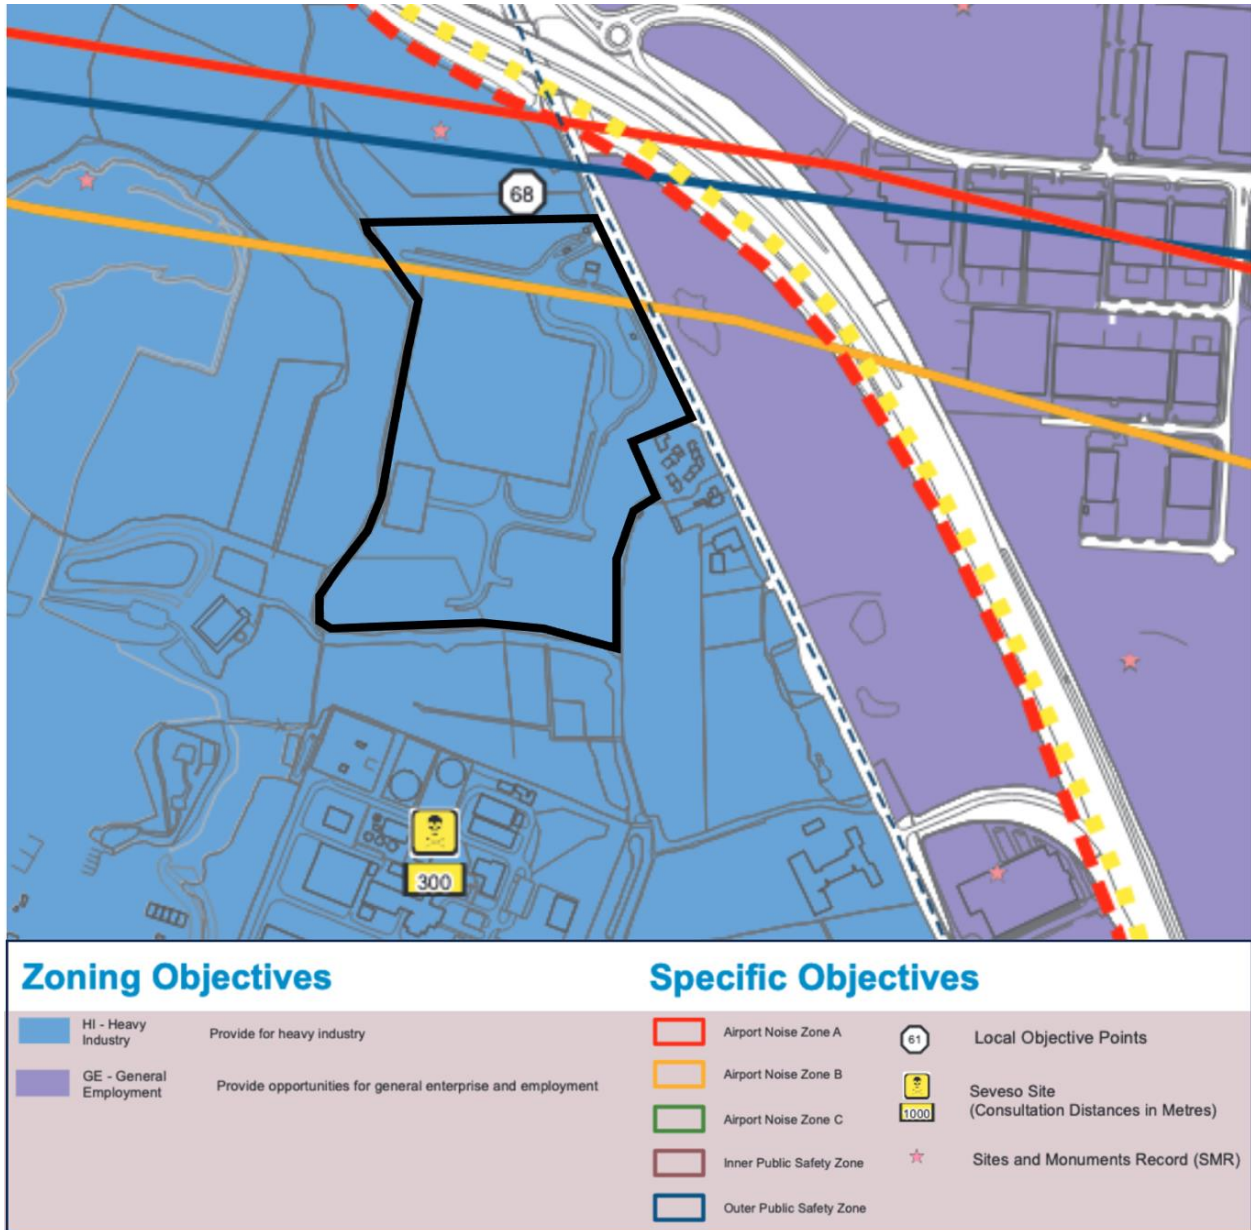 68
300
Zoning Objectives
HI - Heavy
Industry
Provide for heavy industry
GE - General
Employment
Provide opportunities for general enterprise and employment
Specific Objectives
Airport Noise Zone A
Airport Noise Zone B
Airport Noise Zone C
Inner Public Safety Zone
Outer Public Safety Zone
61
Local Objective Points
1000
Seveso Site
(Consultation Distances in Metres)
Sites and Monuments Record (SMR)